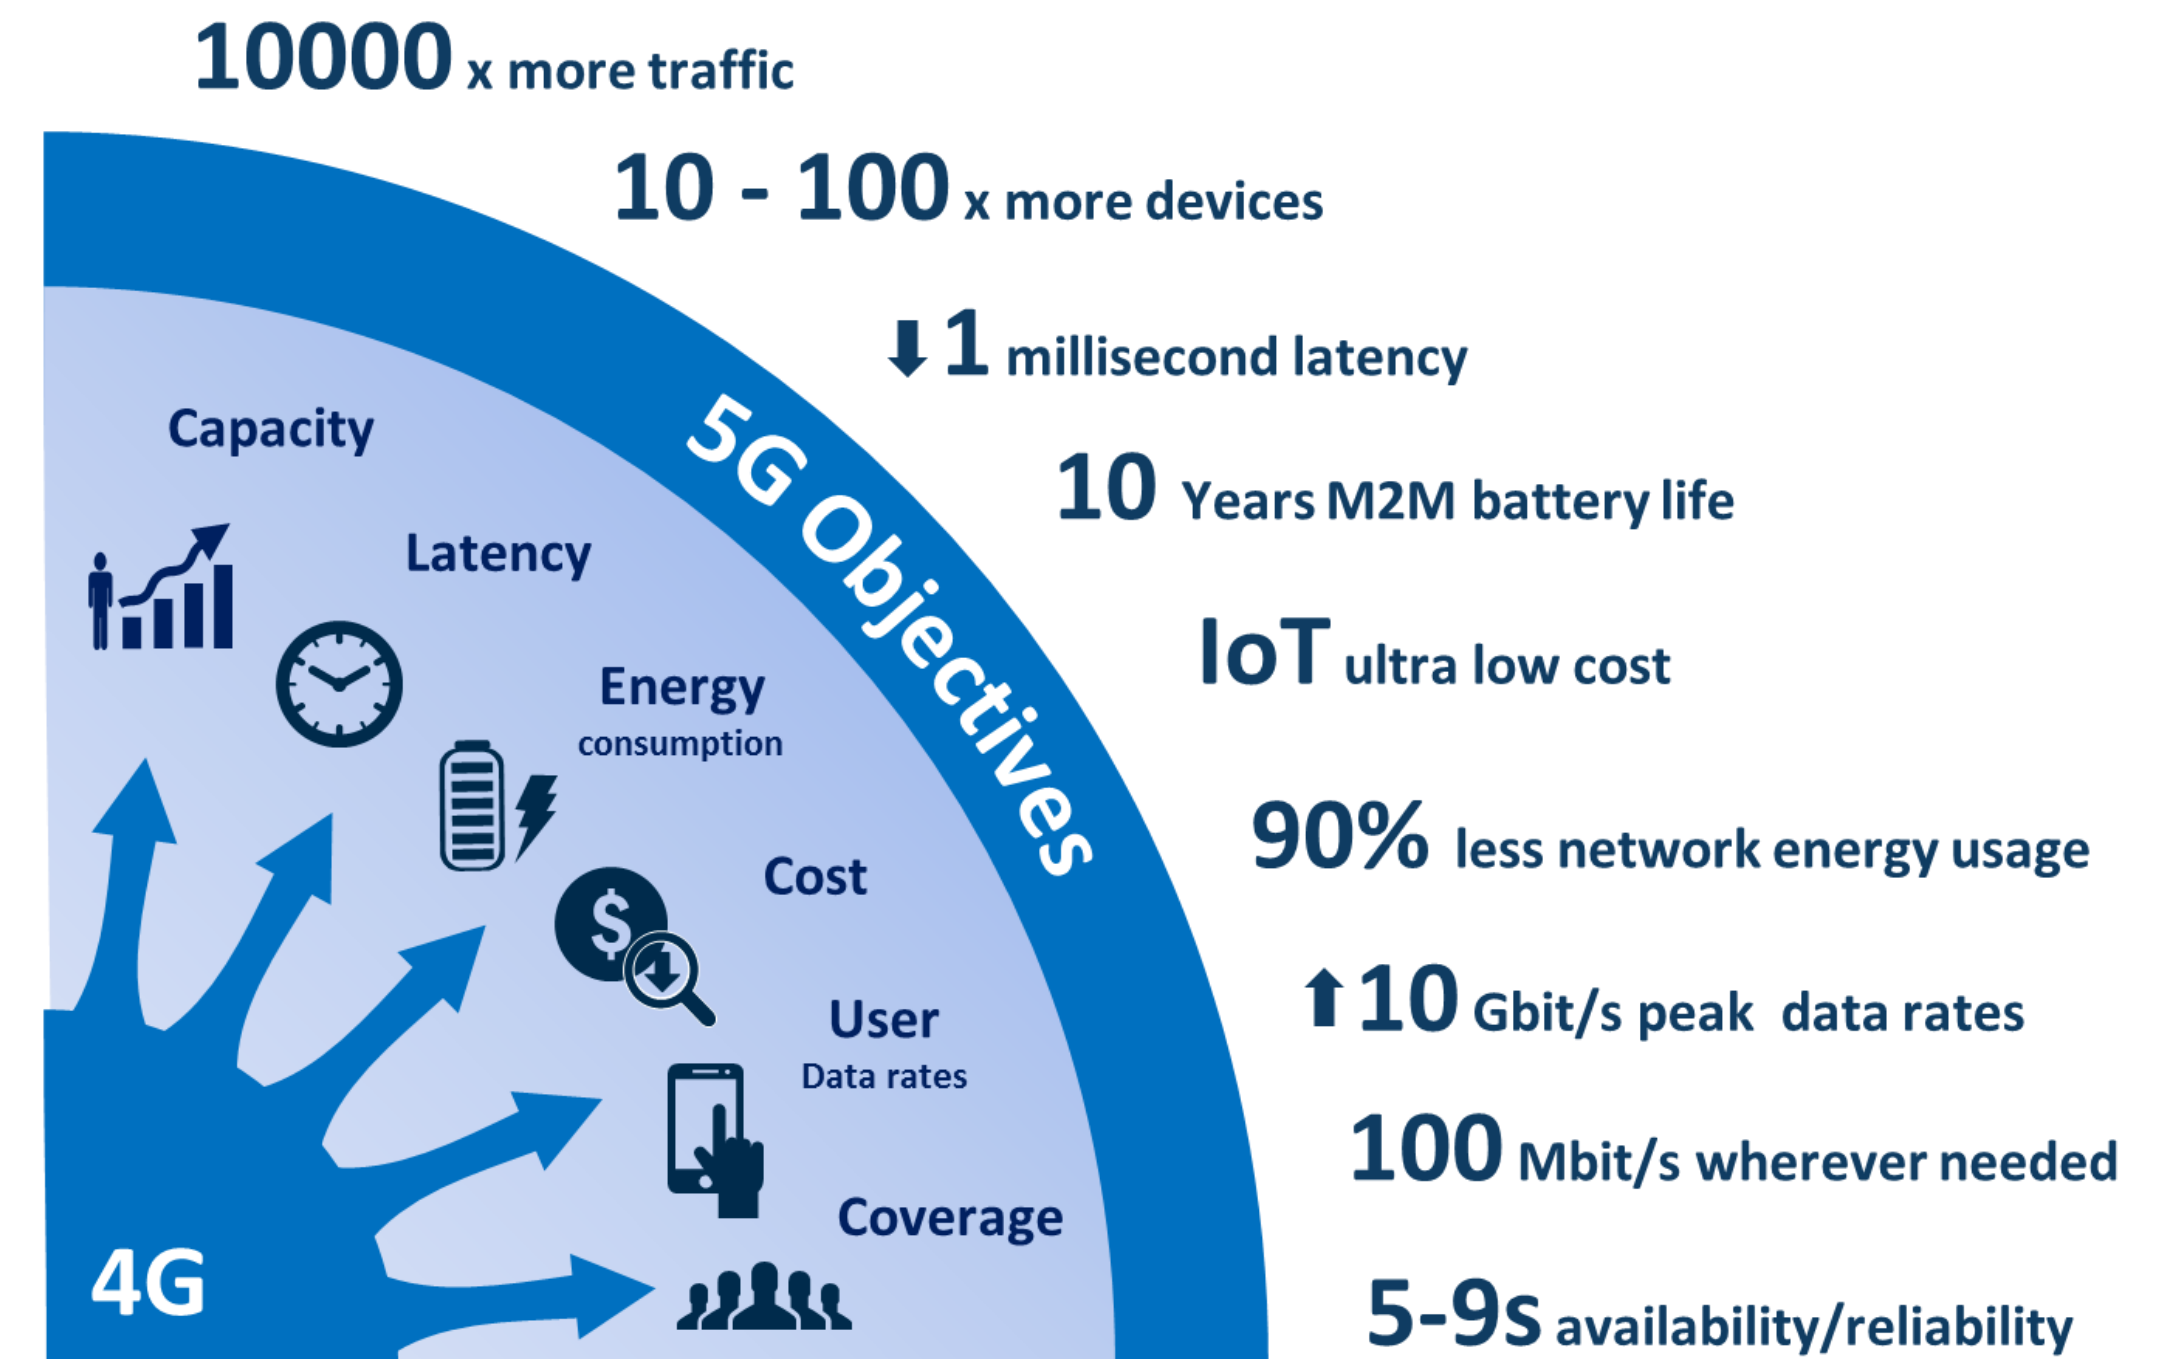 10000 x more traffic
10 - 100 x more devices
⬇1 millisecond latency
10 Years M2M battery life
IoT ultra low cost
90% less network energy usage
⬆10 Gbit/s peak data rates
100 Mbit/s wherever needed
5-9s availability/reliability
5G Objectives
Capacity
Latency
Energy
consumption
Cost
$
User
Data rates
Coverage
4G